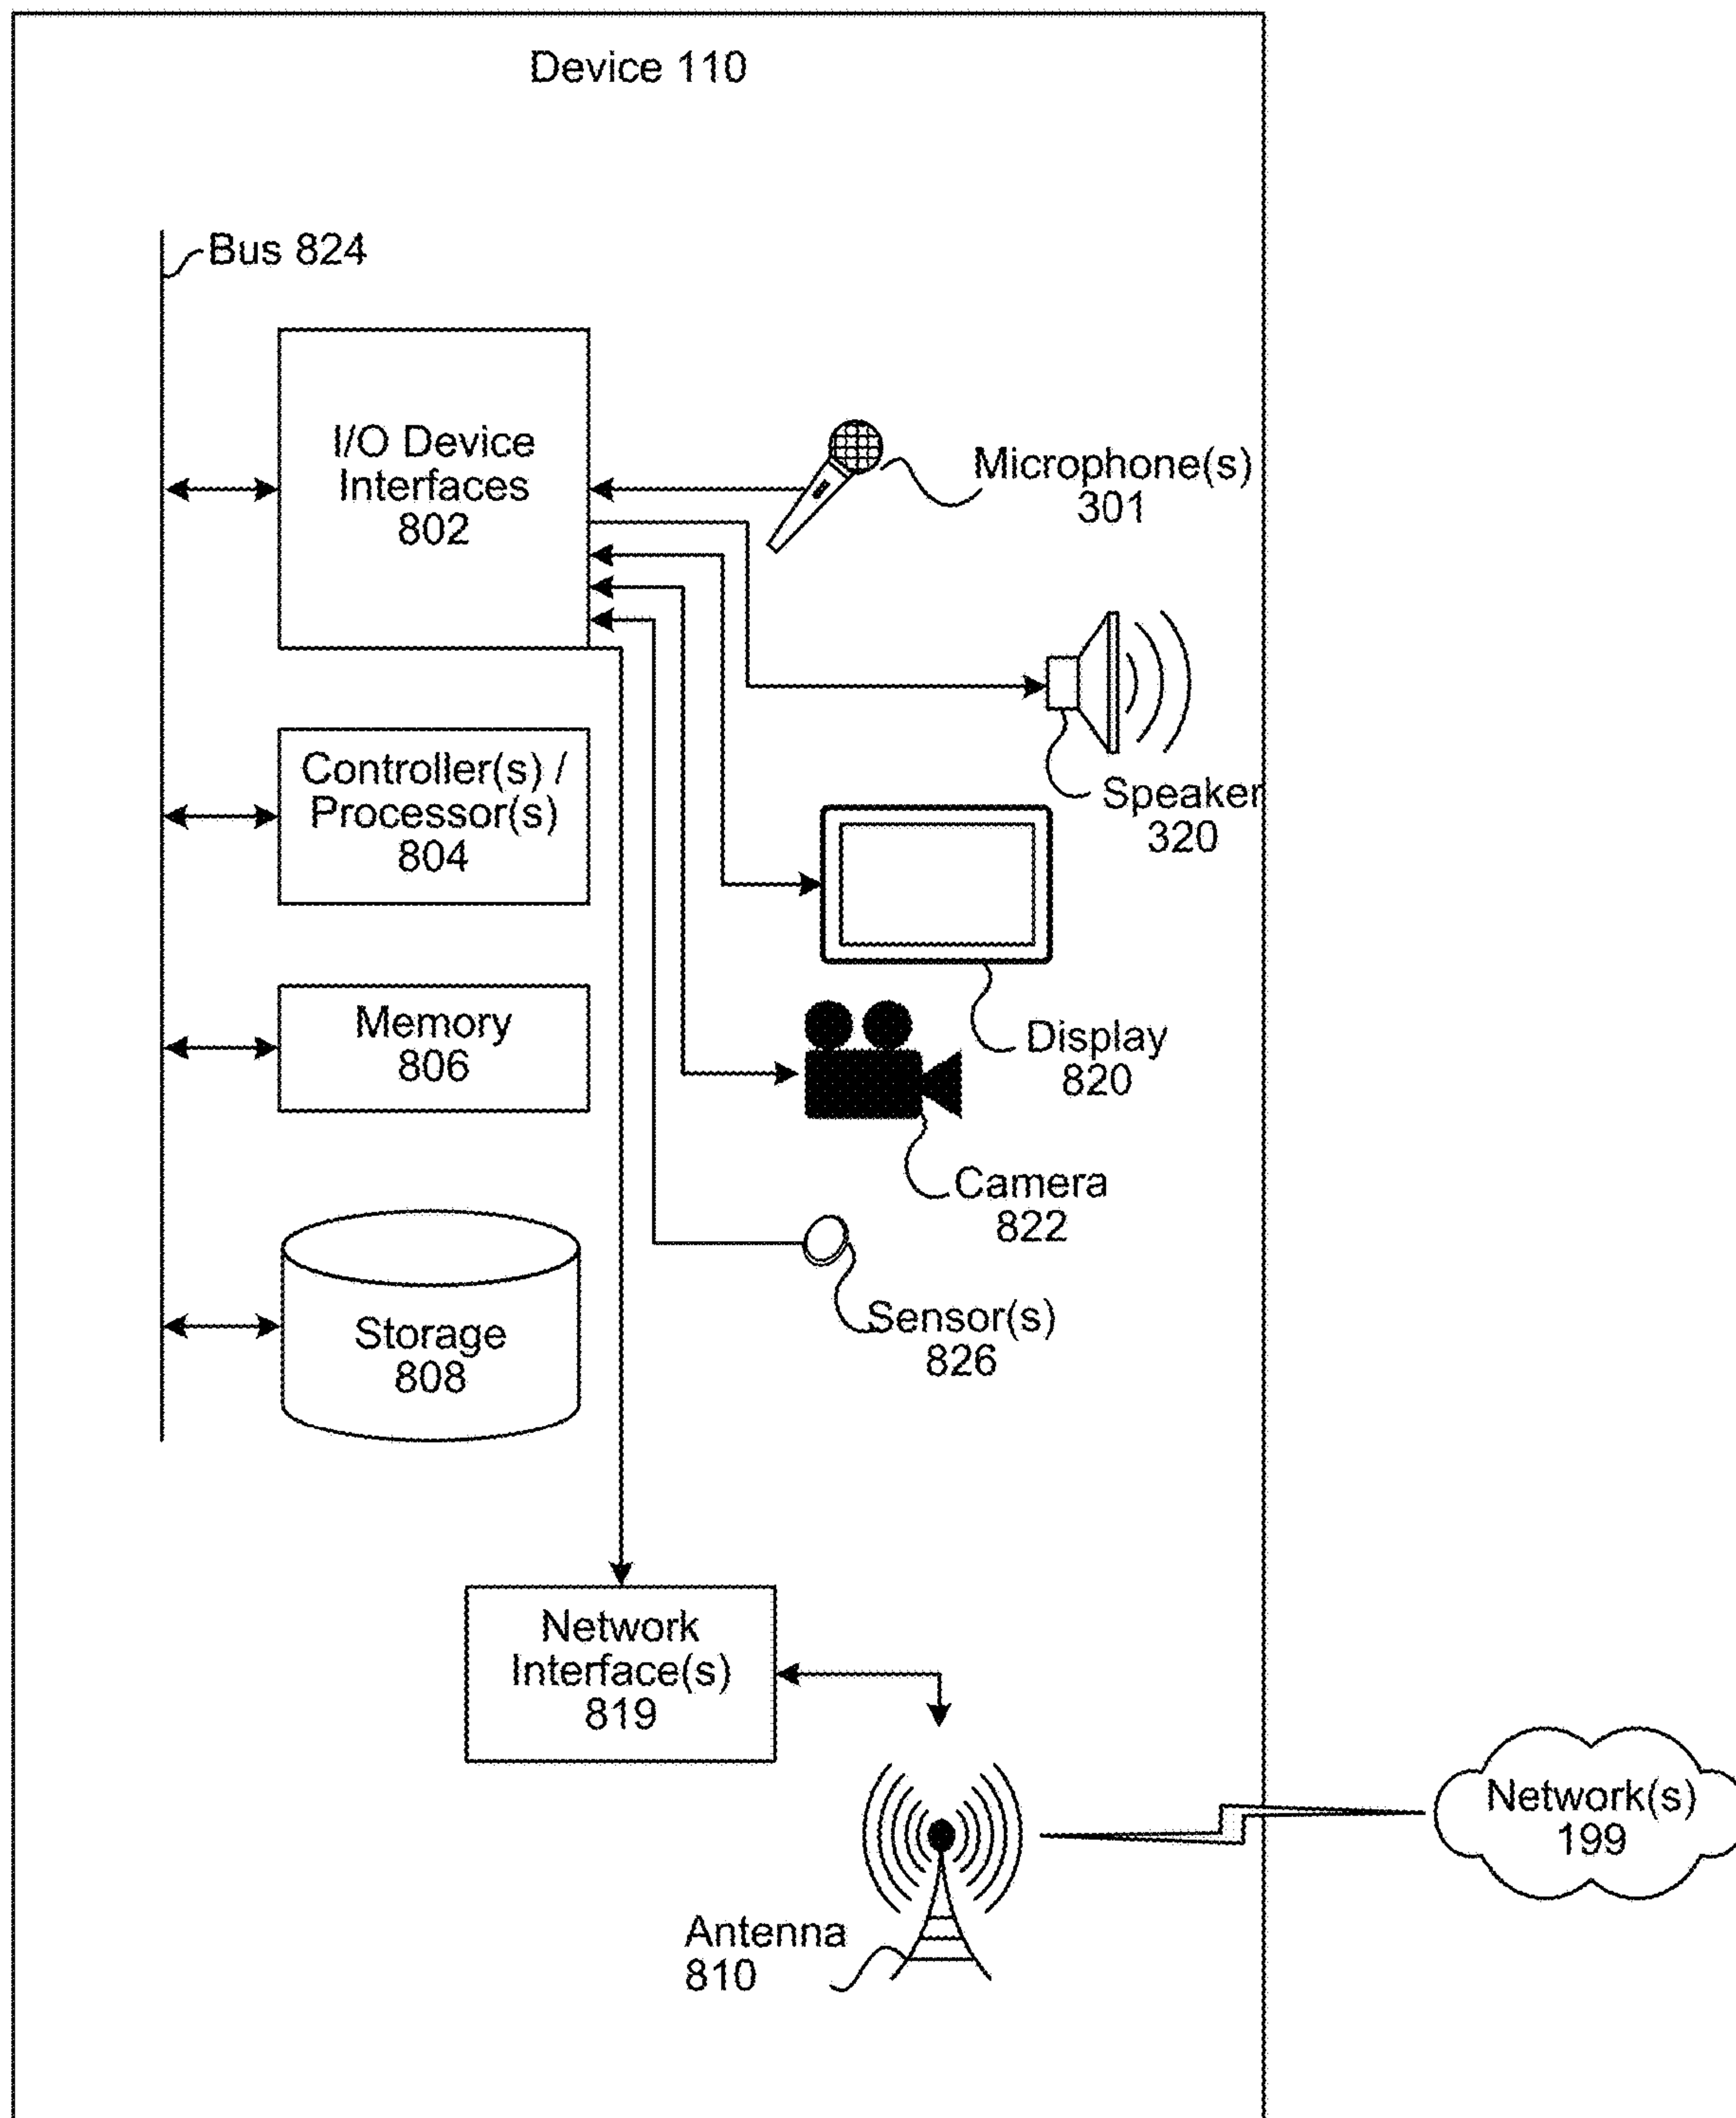 Device 110
Bus 824
I/O Device
Interfaces
802
Microphone(s)
301
Controller(s) /
Processor(s)
804
Speaker
320
Memory
806
Display
820
Camera
822
Storage
808
Sensor(s)
826
Network
Interface(s)
819
Network(s)
199
Antenna
810